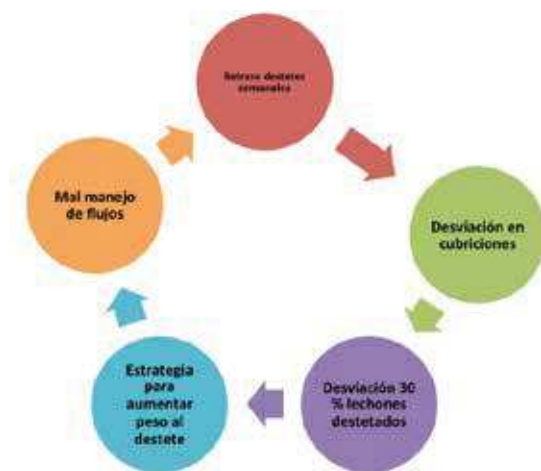 Retraso destetes
semanales
Desviación en
cubriciones
Desviación 30
% lechones
destetados
Estrategia
para
aumentar
peso al
destete
Mal manejo
de flujos